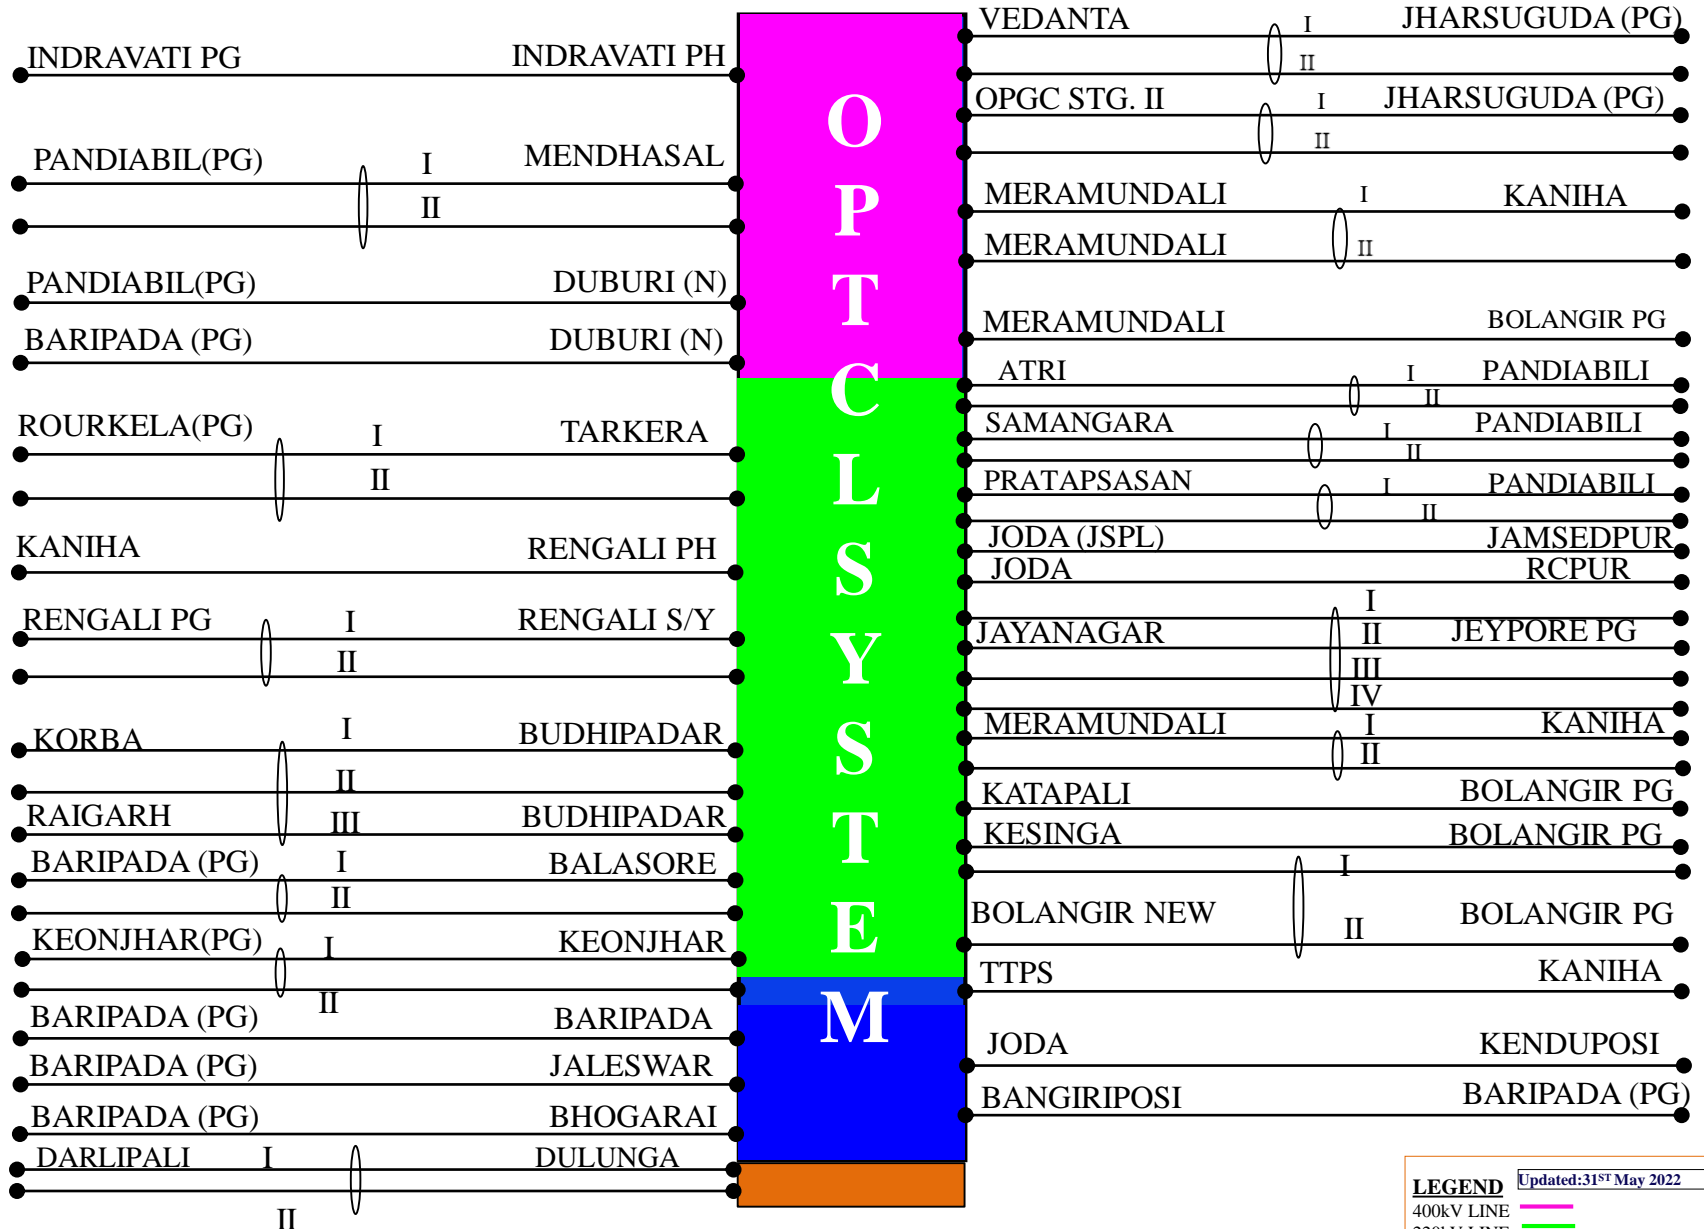 INDRAVATI PG INDRAVATI PH
PANDIABIL(PG) I MENDHASAL
II
PANDIABIL(PG) DUBURI (N)
BARIPADA (PG) DUBURI (N)
ROURKELA(PG) I TARKERA
II
KANIHA RENGALI PH
RENGALI PG I RENGALI S/Y
II
KORBA I BUDHIPADAR
II
RAIGARH III BUDHIPADAR
BARIPADA (PG) I BALASORE
II
KEONJHAR(PG) I KEONJHAR
II
BARIPADA (PG) BARIPADA
BARIPADA (PG) JALESWAR
BARIPADA (PG) BHOGARAI
DARLIPALI I DULUNGA
II
O
P
T
C
L
S
Y
S
T
E
M
VEDANTA I JHARSUGUDA (PG)
II
OPGC STG. II I JHARSUGUDA (PG)
II
MERAMUNDALI I KANIHA
MERAMUNDALI II
MERAMUNDALI BOLANGIR PG
ATRI I PANDIABILI
II
SAMANGARA I PANDIABILI
II
PRATAPSASAN I PANDIABILI
II
JODA (JSPL) JAMSEDPUR
JODA RCPUR
I
JAYANAGAR II JEYPORE PG
III
IV
MERAMUNDALI I KANIHA
II
KATAPALI BOLANGIR PG
KESINGA BOLANGIR PG
I
BOLANGIR NEW II BOLANGIR PG
TTPS KANIHA
JODA KENDUPOSI
BANGIRIPOSI BARIPADA (PG)
LEGEND Updated:31ST May 2022
400kV LINE
220kV LINE